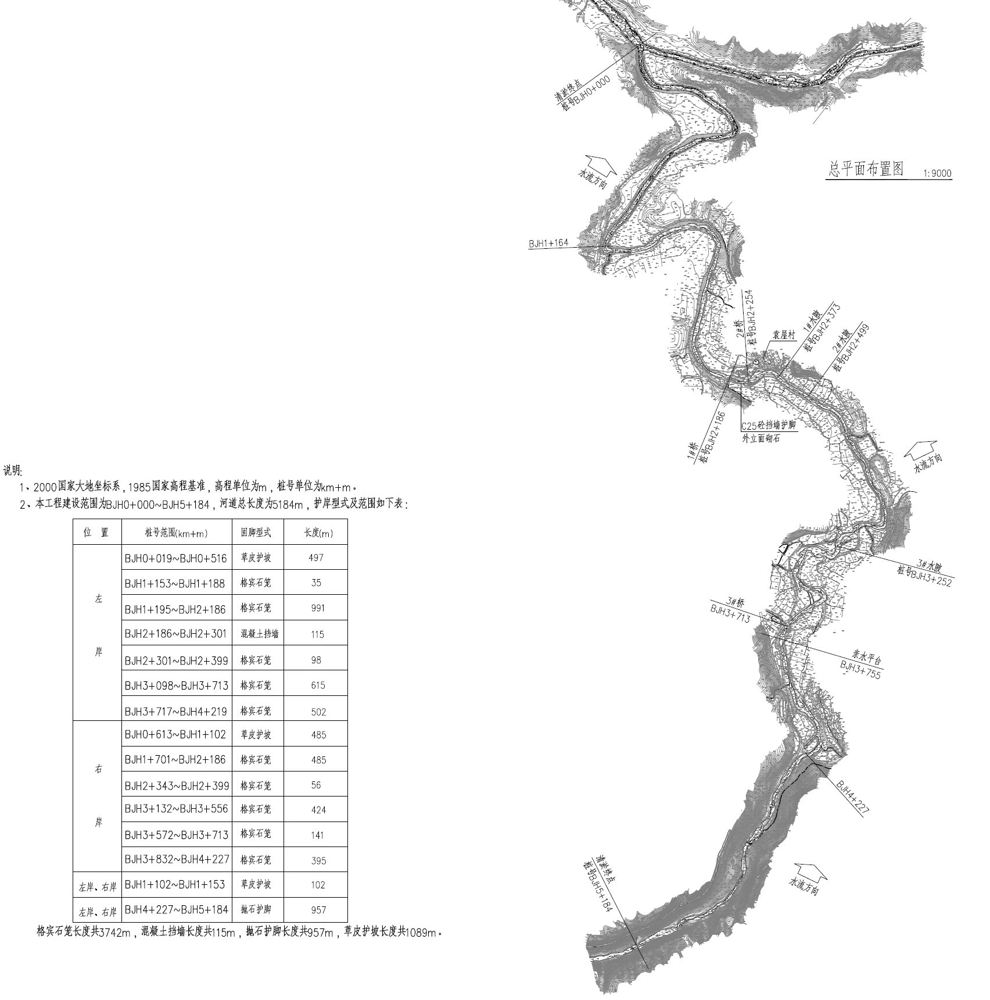 清淤终点
桩号BJH0+000
水流方向
总平面布置图 1:9000
BJH1+164
2#桥
桩号BJH2+254
1#水陂
桩号BJH2+373
袁屋村
2#水陂
桩号BJH2+499
1#桥
桩号BJH2+186
C25砼挡墙护脚
外立面砌石
水流方向
3#水陂
桩号BJH3+252
3#桥
BJH3+713
亲水平台
BJH3+755
BJH4+227
清淤终点
桩号BJH5+184
水流方向
说明:
1、2000国家大地坐标系,1985国家高程基准,高程单位为m,桩号单位为km+m。
2、本工程建设范围为BJH0+000~BJH5+184,河道总长度为5184m,护岸型式及范围如下表:
位 置 桩号范围(km+m) 固脚型式 长度(m)
左岸
BJH0+019~BJH0+516 草皮护坡 497
BJH1+153~BJH1+188 格宾石笼 35
BJH1+195~BJH2+186 格宾石笼 991
BJH2+186~BJH2+301 混凝土挡墙 115
BJH2+301~BJH2+399 格宾石笼 98
BJH3+098~BJH3+713 格宾石笼 615
BJH3+717~BJH4+219 格宾石笼 502
右岸
BJH0+613~BJH1+102 草皮护坡 485
BJH1+701~BJH2+186 格宾石笼 485
BJH2+343~BJH2+399 格宾石笼 56
BJH3+132~BJH3+556 格宾石笼 424
BJH3+572~BJH3+713 格宾石笼 141
BJH3+832~BJH4+227 格宾石笼 395
左岸、右岸 BJH1+102~BJH1+153 草皮护坡 102
左岸、右岸 BJH4+227~BJH5+184 抛石护脚 957
格宾石笼长度共3742m,混凝土挡墙长度共115m,抛石护脚长度共957m,草皮护坡长度共1089m。